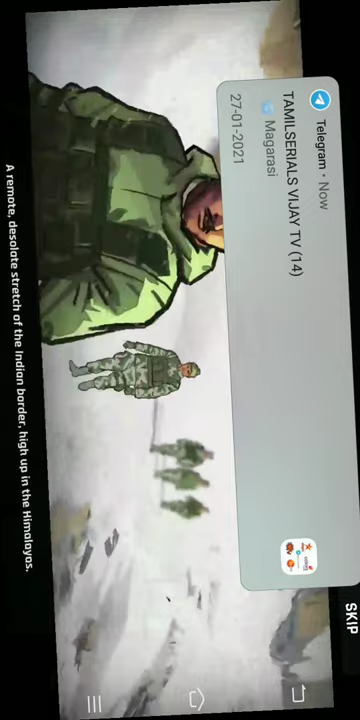 Telegram • Now
TAMILSERIALS VIJAY TV (14)
Magarasi
27-01-2021
SKIP
A remote, desolate stretch of the Indian border, high up in the Himalayas.